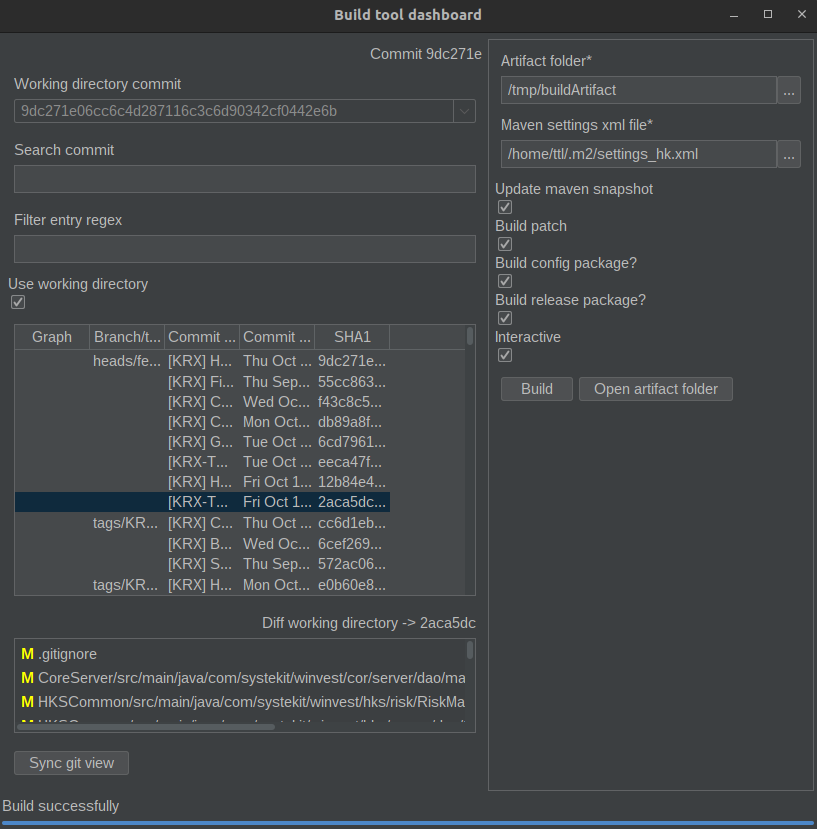 Build tool dashboard
Commit 9dc271e
Working directory commit
9dc271e06cc6c4d287116c3c6d90342cf0442e6b
Search commit
Filter entry regex
Use working directory
Graph Branch/t... Commit ... Commit ... SHA1
heads/fe... [KRX] H... Thu Oct ... 9dc271e...
[KRX] Fi... Thu Sep... 55cc863...
[KRX] C... Wed Oc... f43c8c5...
[KRX] C... Mon Oct... db89a8f...
[KRX] G... Tue Oct ... 6cd7961...
[KRX-T... Tue Oct ... eeca47f...
[KRX] H... Fri Oct 1... 12b84e4...
[KRX-T... Fri Oct 1... 2aca5dc...
tags/KR... [KRX] C... Thu Oct ... cc6d1eb...
[KRX] B... Wed Oc... 6cef269...
[KRX] S... Thu Sep... 572ac06...
tags/KR... [KRX] H... Mon Oct... e0b60e8...
Diff working directory -> 2aca5dc
M .gitignore
M CoreServer/src/main/java/com/systekit/winvest/cor/server/dao/ma
M HKSCommon/src/main/java/com/systekit/winvest/hks/risk/RiskMa
Sync git view
Build successfully
Artifact folder*
/tmp/buildArtifact ...
Maven settings xml file*
/home/ttl/.m2/settings_hk.xml ...
Update maven snapshot
Build patch
Build config package?
Build release package?
Interactive
Build Open artifact folder